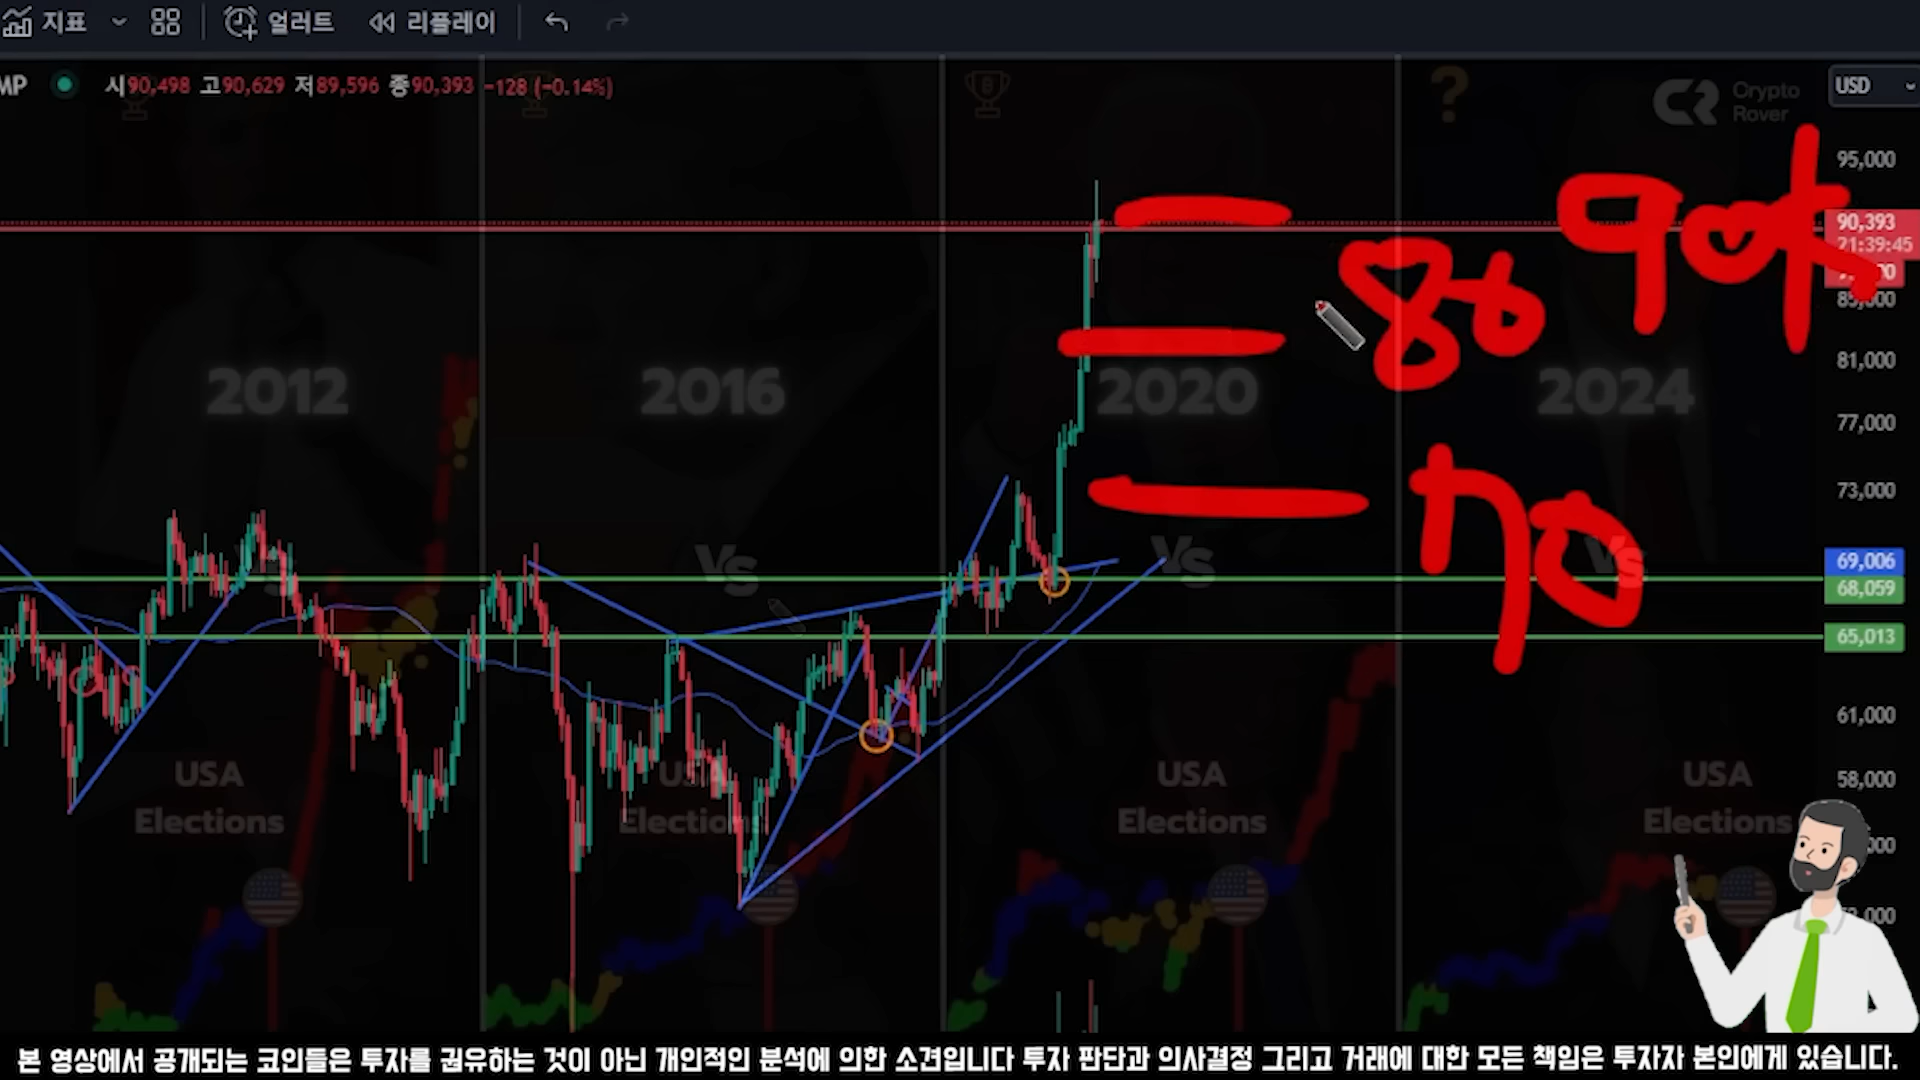 지표 얼러트 리플레이
MP 시90,498 고90,629 저89,596 종90,393 −128 (−0.14%)
USD
?
Crypto
Rover
95,000
90k
90,393
21:39:45
85,000
86
81,000
2012 2016 2020 2024
77,000
73,000
70
VS VS VS
69,006
68,059
65,013
61,000
58,000
USA USA USA USA
Elections Elections Elections Elections
본 영상에서 공개되는 코인들은 투자를 권유하는 것이 아닌 개인적인 분석에 의한 소견입니다 투자 판단과 의사결정 그리고 거래에 대한 모든 책임은 투자자 본인에게 있습니다.